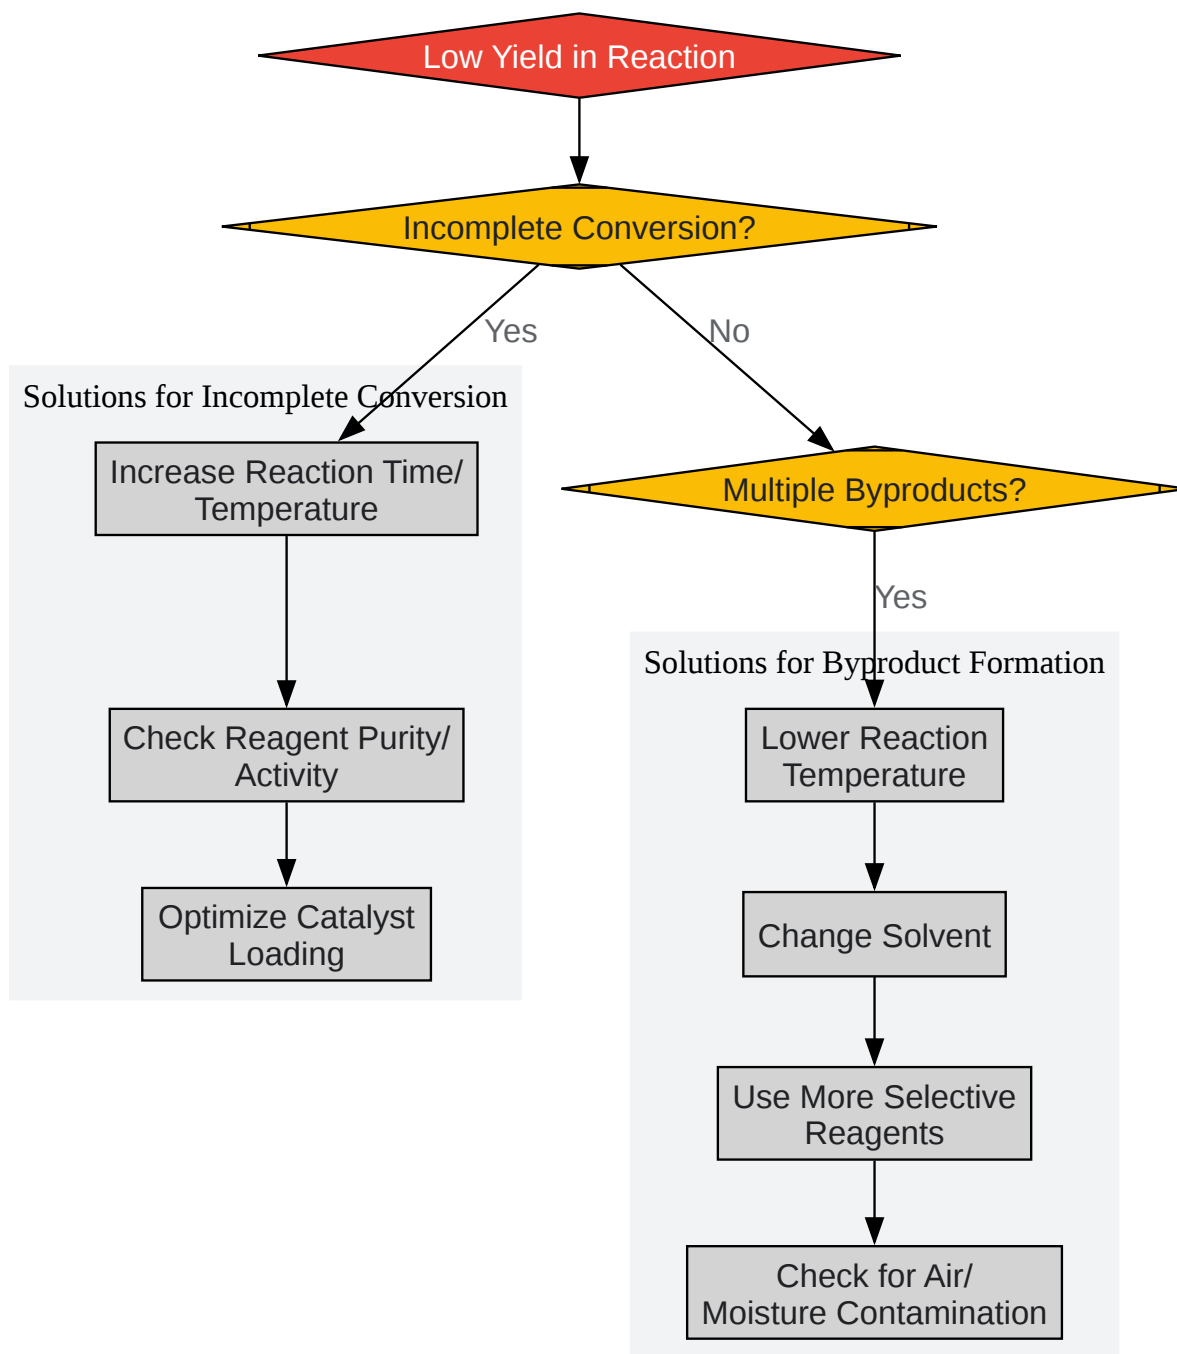 Low Yield in Reaction
Incomplete Conversion?
Yes
No
Solutions for Incomplete Conversion
Increase Reaction Time/
Temperature
Check Reagent Purity/
Activity
Optimize Catalyst
Loading
Multiple Byproducts?
Yes
Solutions for Byproduct Formation
Lower Reaction
Temperature
Change Solvent
Use More Selective
Reagents
Check for Air/
Moisture Contamination